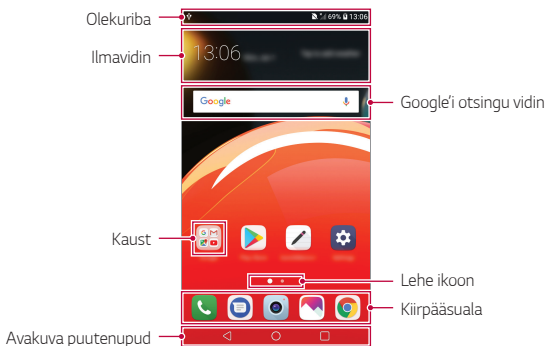 Olekuriba
69% 13:06
Ilmavidin
13:06
Google
Google'i otsingu vidin
Kaust
Lehe ikoon
Kiirpääsuala
Avakuva puutenupud